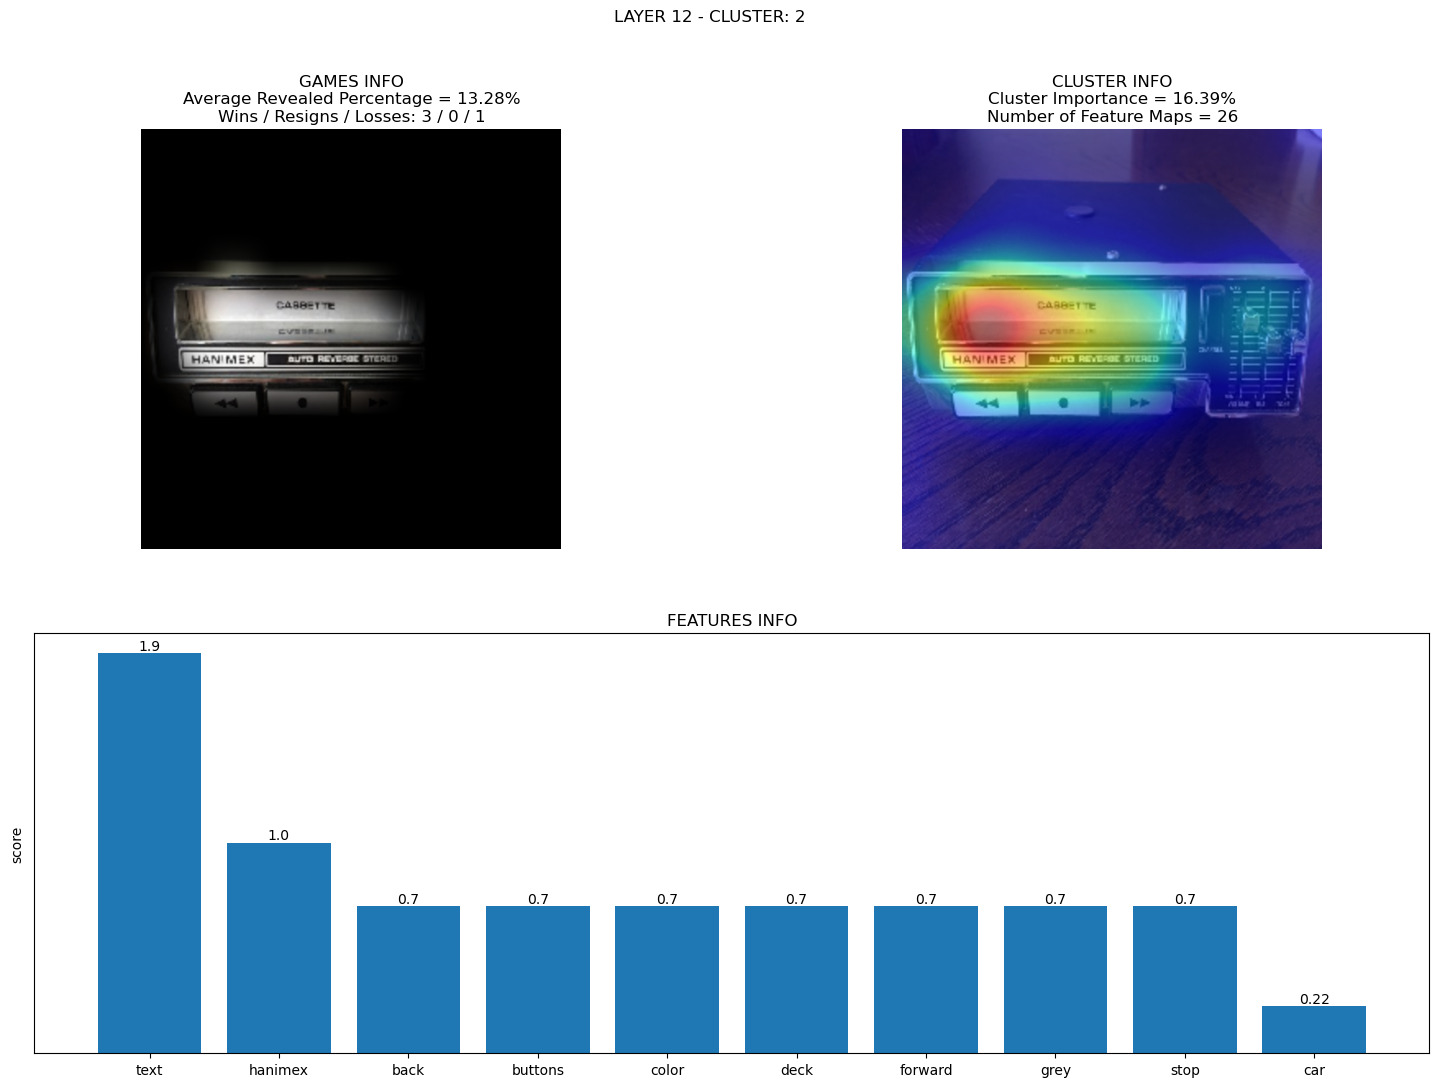 LAYER 12 - CLUSTER: 2
GAMES INFO
Average Revealed Percentage = 13.28%
Wins / Resigns / Losses: 3 / 0 / 1
CASSETTE
HANIMEX AUTO REVERSE STEREO
CLUSTER INFO
Cluster Importance = 16.39%
Number of Feature Maps = 26
CASSETTE
HANIMEX AUTO REVERSE STEREO
FEATURES INFO
score
1.9
1.0
0.7
0.7
0.7
0.7
0.7
0.7
0.7
0.22
text hanimex back buttons color deck forward grey stop car